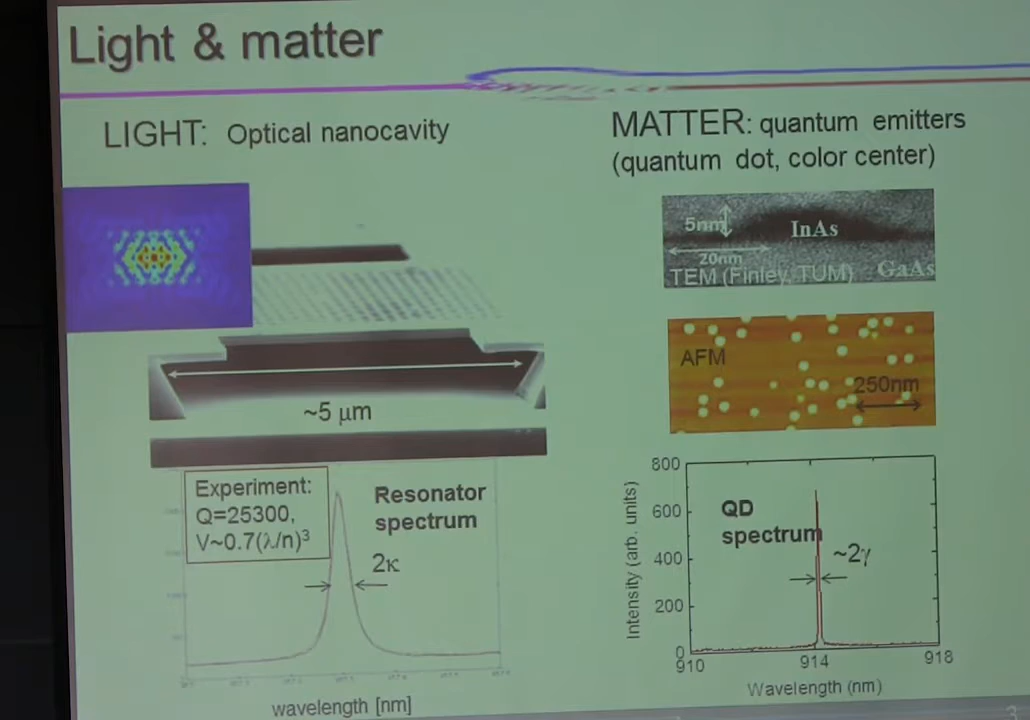 Light & matter
LIGHT: Optical nanocavity
MATTER: quantum emitters
(quantum dot, color center)
5nm
InAs
20nm
TEM (Finley, TUM)
GaAs
~5 μm
AFM
250nm
Experiment:
Q=25300,
V~0.7(λ/n)³
Resonator
spectrum
2κ
wavelength [nm]
Intensity (arb. units)
800
600
400
200
0
QD
spectrum
~2γ
910
914
918
Wavelength (nm)
3